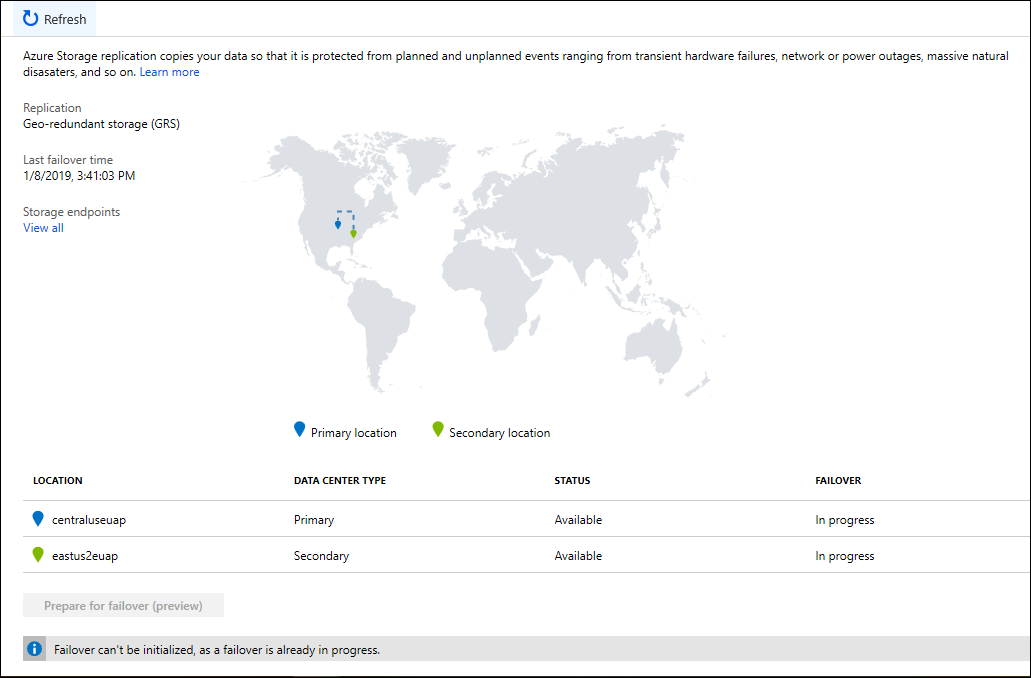 Refresh
Azure Storage replication copies your data so that it is protected from planned and unplanned events ranging from transient hardware failures, network or power outages, massive natural
disasaters, and so on. Learn more
Replication
Geo-redundant storage (GRS)
Last failover time
1/8/2019, 3:41:03 PM
Storage endpoints
View all
Primary location Secondary location
LOCATION DATA CENTER TYPE STATUS FAILOVER
centraluseuap Primary Available In progress
eastus2euap Secondary Available In progress
Prepare for failover (preview)
Failover can't be initialized, as a failover is already in progress.